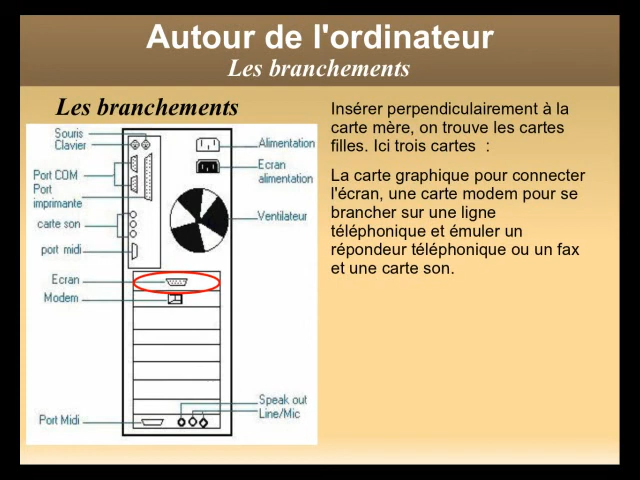 Autour de l'ordinateur
Les branchements
Les branchements
Souris
Clavier
Port COM
Port
imprimante
carte son
port midi
Ecran
Modem
Port Midi
Alimentation
Ecran
alimentation
Ventilateur
Speak out
Line/Mic
Insérer perpendiculairement à la
carte mère, on trouve les cartes
filles. Ici trois cartes  :
La carte graphique pour connecter
l'écran, une carte modem pour se
brancher sur une ligne
téléphonique et émuler un
répondeur téléphonique ou un fax
et une carte son.